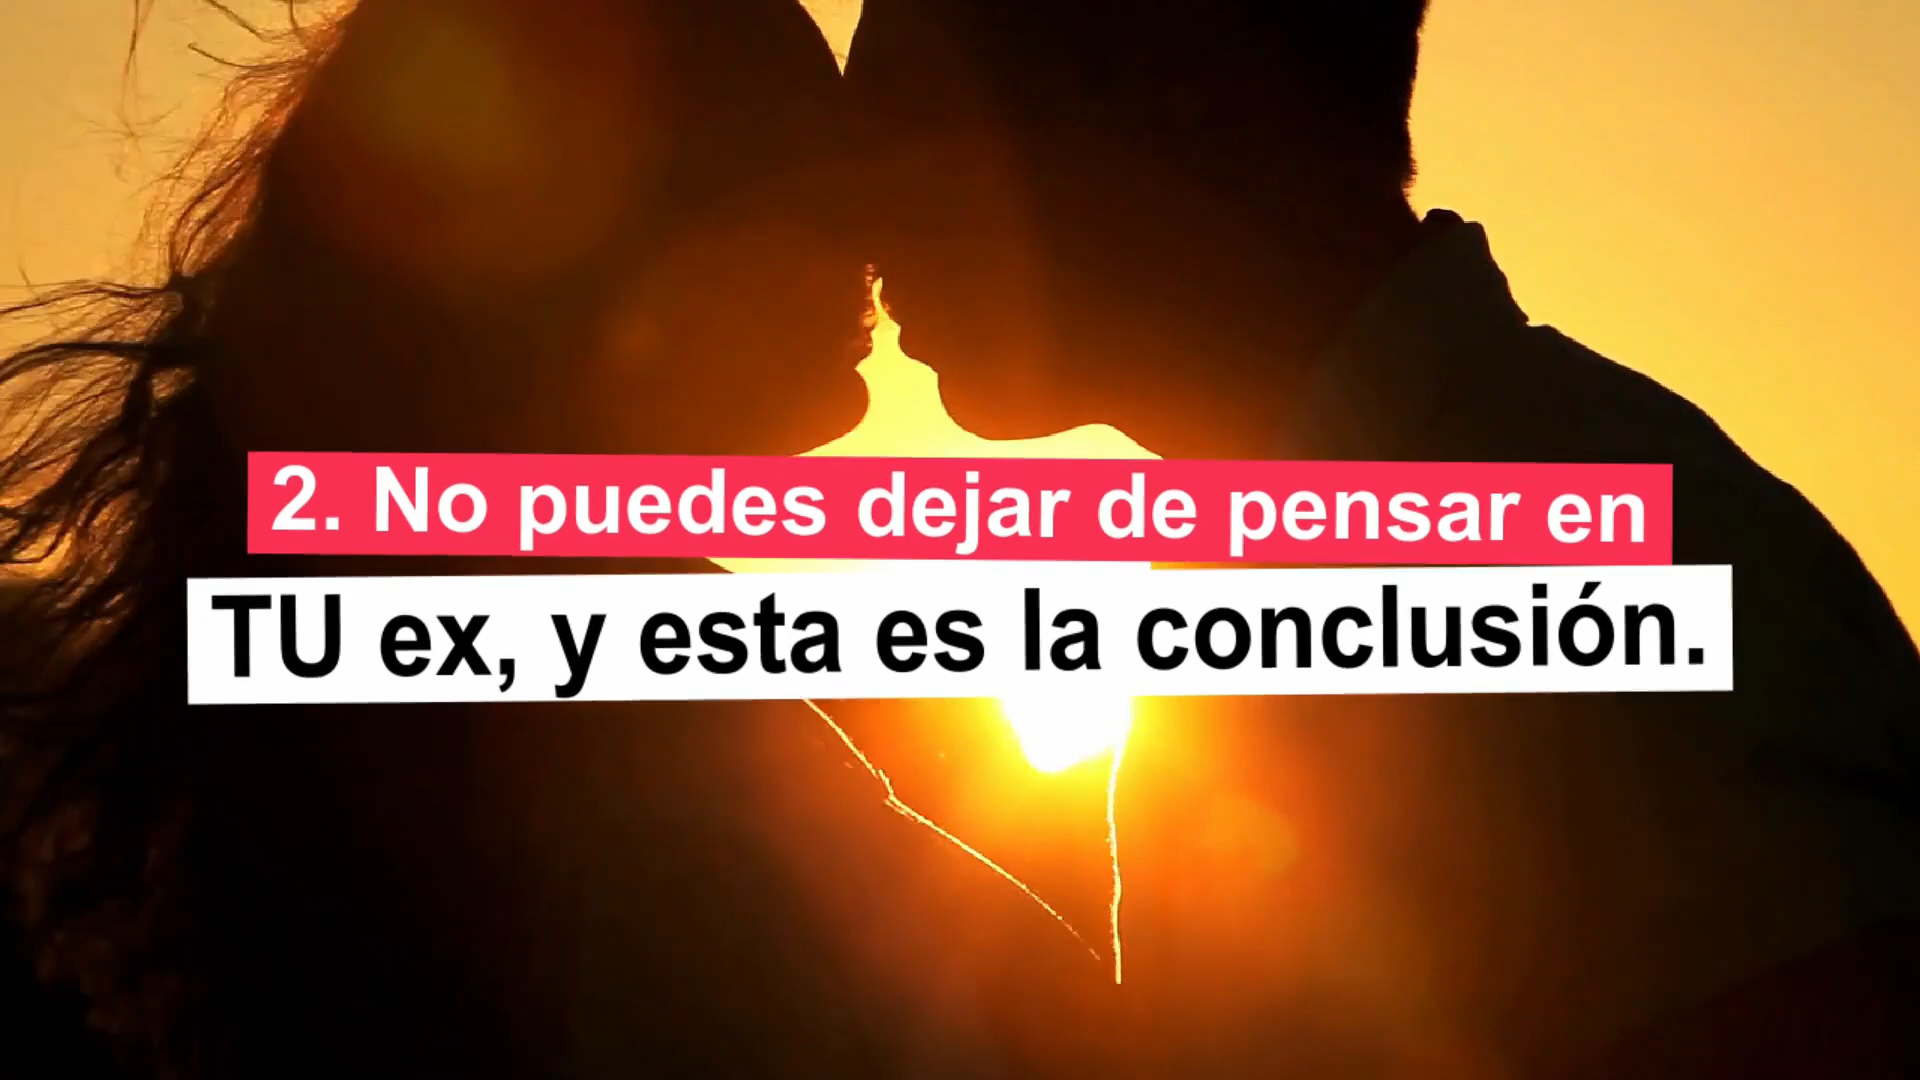 2. No puedes dejar de pensar en
TU ex, y esta es la conclusión.